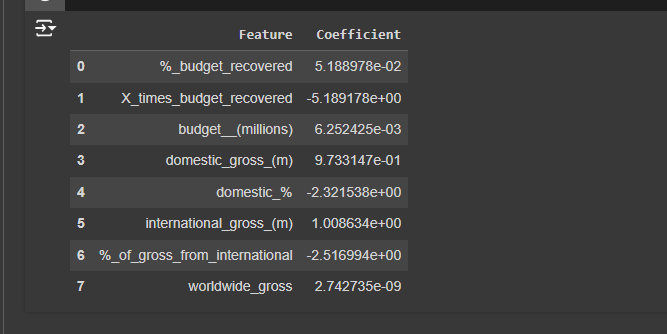 Feature Coefficient
0 %_budget_recovered 5.188978e-02
1 X_times_budget_recovered -5.189178e+00
2 budget__(millions) 6.252425e-03
3 domestic_gross_(m) 9.733147e-01
4 domestic_% -2.321538e+00
5 international_gross_(m) 1.008634e+00
6 %_of_gross_from_international -2.516994e+00
7 worldwide_gross 2.742735e-09